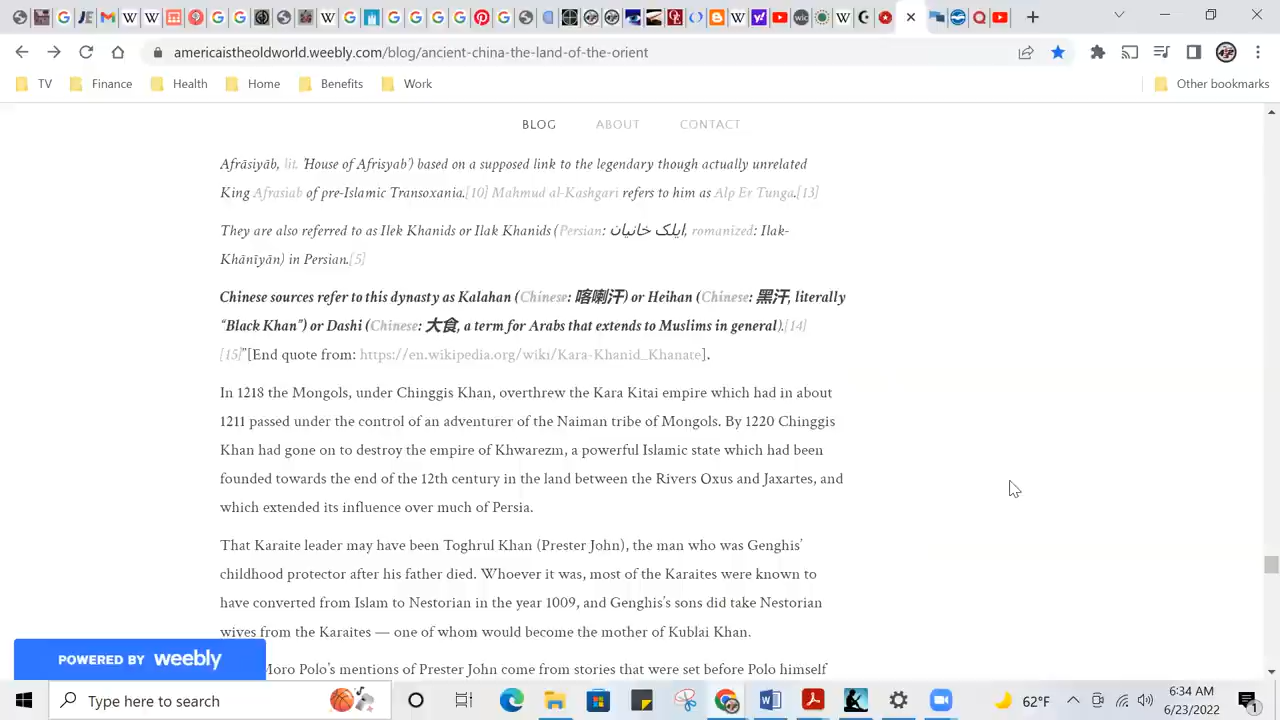 americaistheoldworld.weebly.com/blog/ancient-china-the-land-of-the-orient
TV Finance Health Home Benefits Work Other bookmarks
BLOG ABOUT CONTACT
Afrāsiyāb, lit. 'House of Afrisyab') based on a supposed link to the legendary though actually unrelated
King Afrasiab of pre-Islamic Transoxania.[10] Mahmud al-Kashgari refers to him as Alp Er Tunga.[13]
They are also referred to as Ilek Khanids or Ilak Khanids (Persian: ایلک خانیان, romanized: Ilak-
Khānīyān) in Persian.[5]
Chinese sources refer to this dynasty as Kalahan (Chinese: 喀喇汗) or Heihan (Chinese: 黑汗, literally
“Black Khan”) or Dashi (Chinese: 大食, a term for Arabs that extends to Muslims in general).[14]
[15]”[End quote from: https://en.wikipedia.org/wiki/Kara-Khanid_Khanate].
In 1218 the Mongols, under Chinggis Khan, overthrew the Kara Kitai empire which had in about
1211 passed under the control of an adventurer of the Naiman tribe of Mongols. By 1220 Chinggis
Khan had gone on to destroy the empire of Khwarezm, a powerful Islamic state which had been
founded towards the end of the 12th century in the land between the Rivers Oxus and Jaxartes, and
which extended its influence over much of Persia.
That Karaite leader may have been Toghrul Khan (Prester John), the man who was Genghis’
childhood protector after his father died. Whoever it was, most of the Karaites were known to
have converted from Islam to Nestorian in the year 1009, and Genghis’s sons did take Nestorian
wives from the Karaites — one of whom would become the mother of Kublai Khan.
Moro Polo’s mentions of Prester John come from stories that were set before Polo himself
POWERED BY weebly
Type here to search
62°F
6:34 AM
6/23/2022